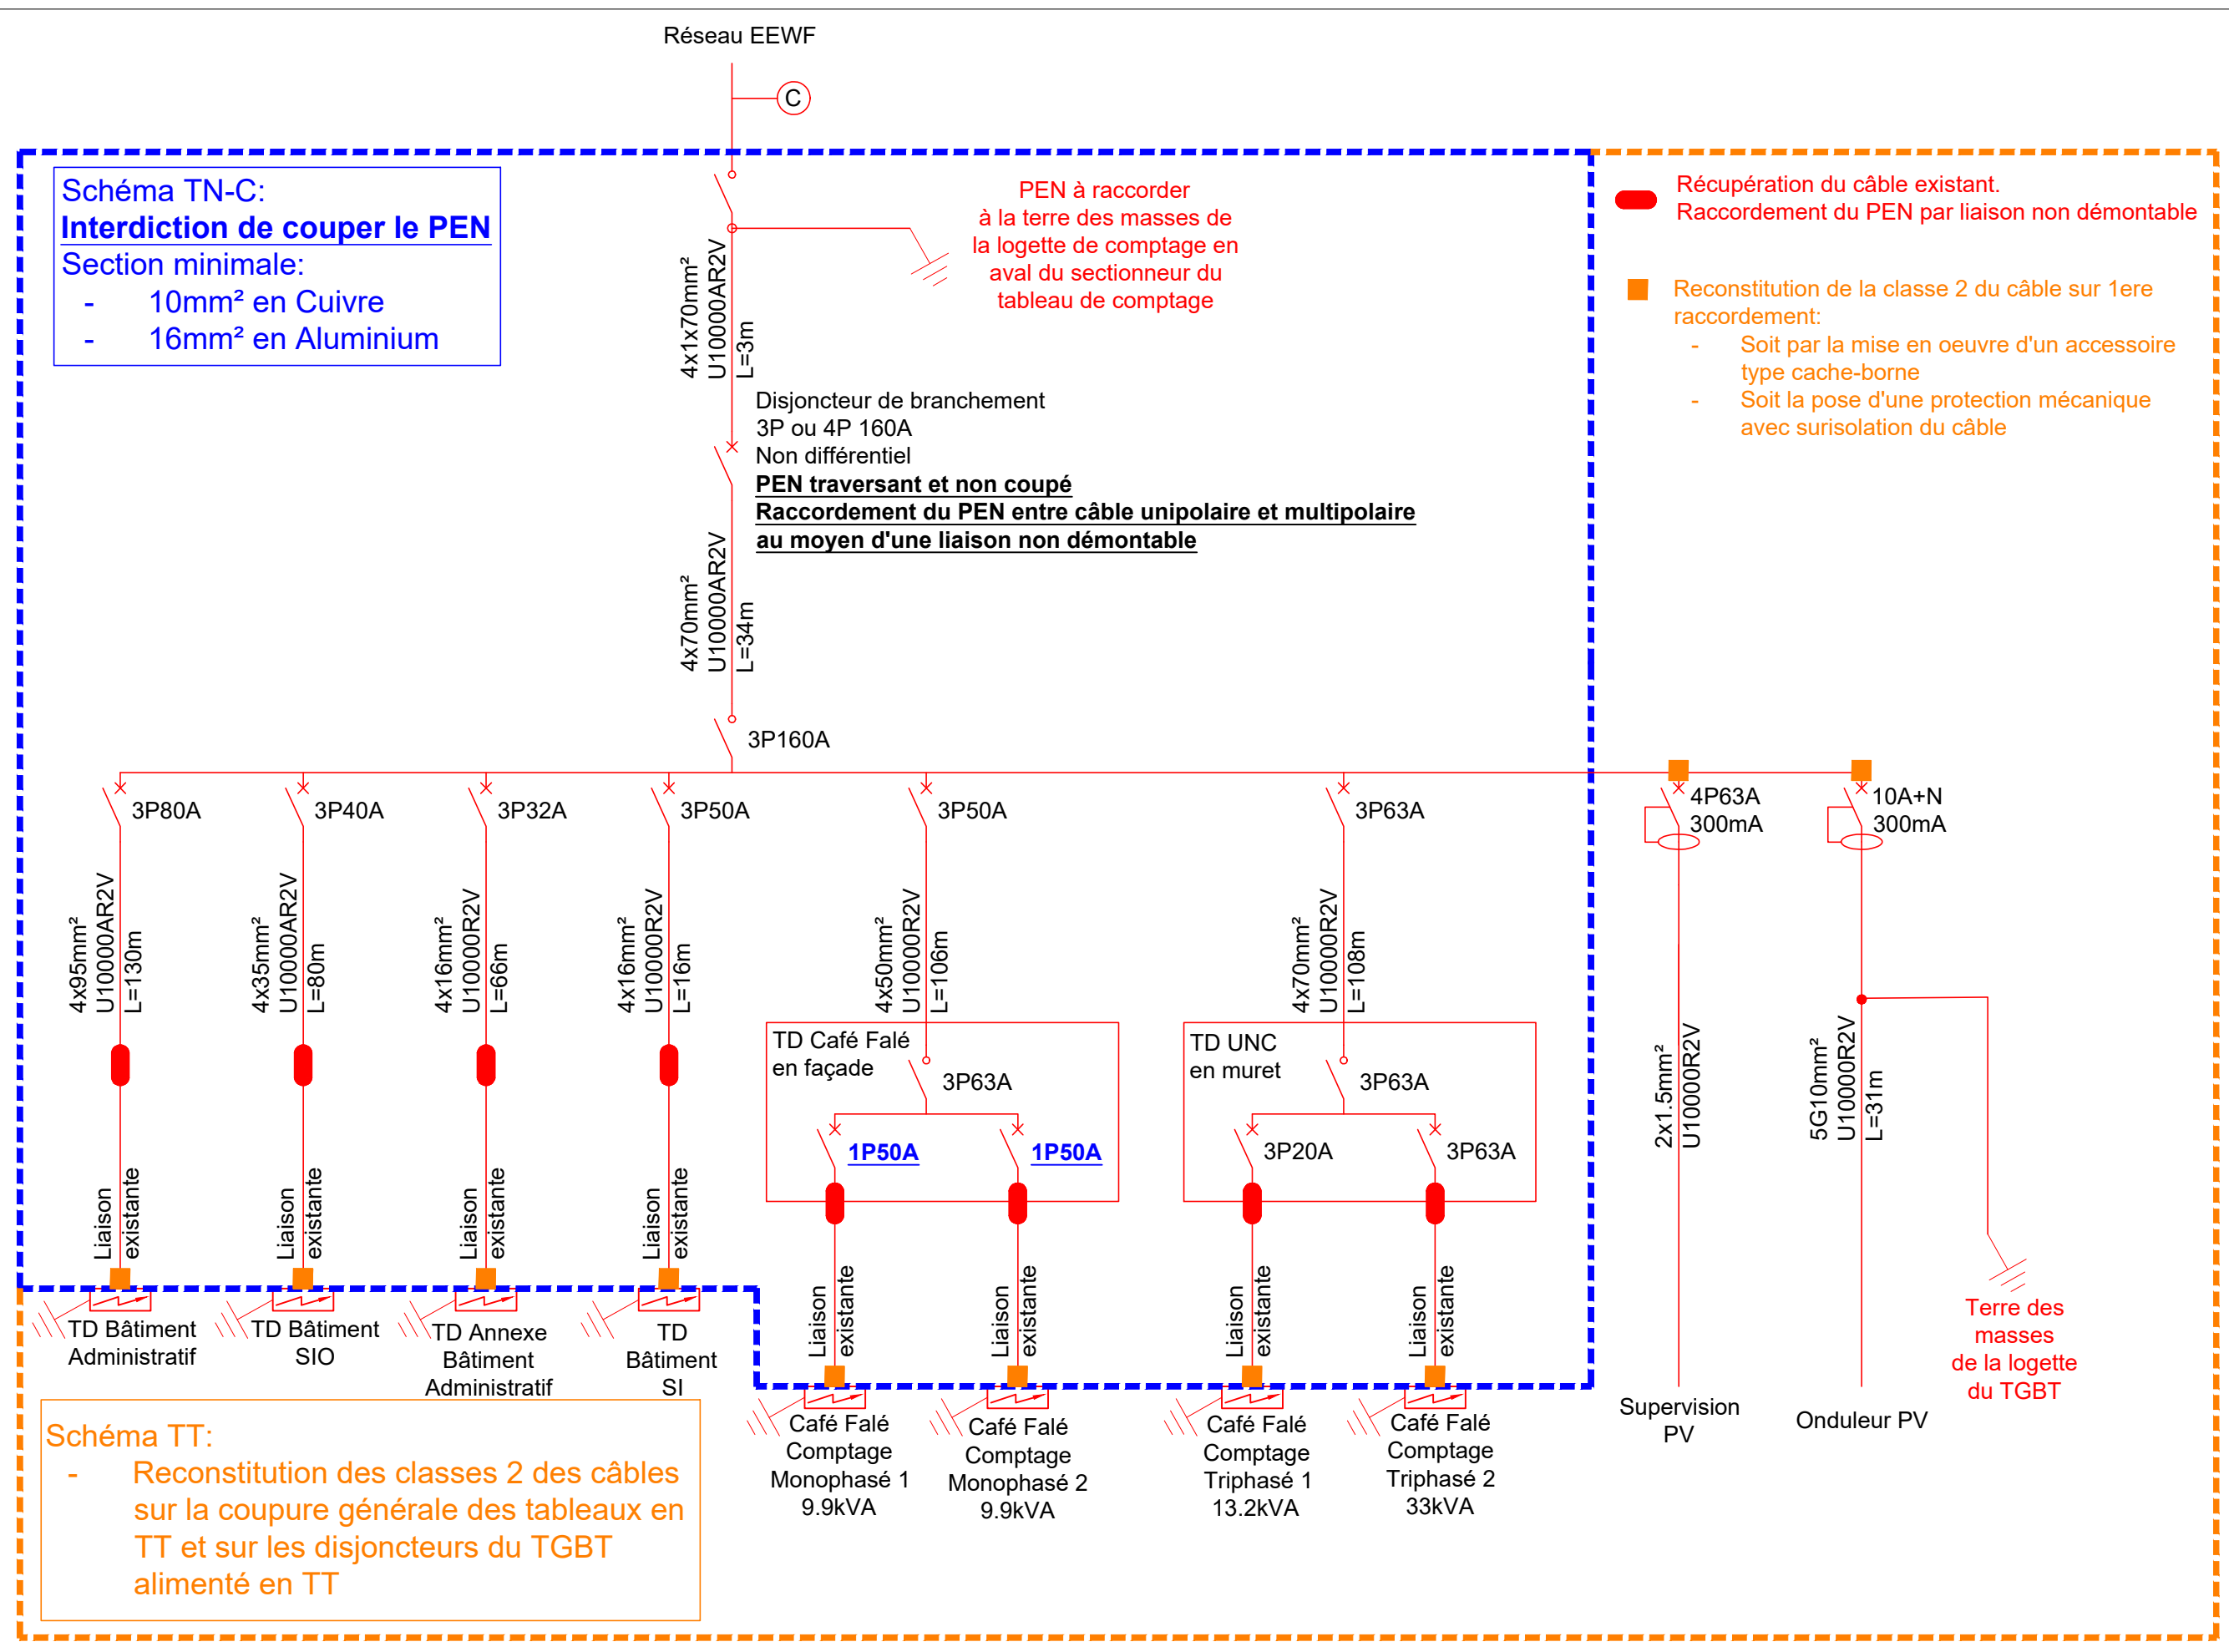 Réseau EEWF
C
Schéma TN-C:
Interdiction de couper le PEN
Section minimale:
- 10mm² en Cuivre
- 16mm² en Aluminium
PEN à raccorder
à la terre des masses de
la logette de comptage en
aval du sectionneur du
tableau de comptage
Récupération du câble existant.
Raccordement du PEN par liaison non démontable
Reconstitution de la classe 2 du câble sur 1ere
raccordement:
- Soit par la mise en oeuvre d'un accessoire
type cache-borne
- Soit la pose d'une protection mécanique
avec surisolation du câble
4x1x70mm²
U10000AR2V
L=3m
Disjoncteur de branchement
3P ou 4P 160A
Non différentiel
PEN traversant et non coupé
Raccordement du PEN entre câble unipolaire et multipolaire
au moyen d'une liaison non démontable
4x70mm²
U10000AR2V
L=34m
3P160A
3P80A
3P40A
3P32A
3P50A
3P50A
3P63A
4P63A
300mA
10A+N
300mA
4x95mm²
U10000AR2V
L=130m
4x35mm²
U10000AR2V
L=80m
4x16mm²
U10000R2V
L=66m
4x16mm²
U10000R2V
L=16m
4x50mm²
U10000R2V
L=106m
4x70mm²
U10000R2V
L=108m
2x1.5mm²
U10000R2V
5G10mm²
U10000R2V
L=31m
TD Café Falé
en façade
3P63A
1P50A
1P50A
TD UNC
en muret
3P63A
3P20A
3P63A
Liaison
existante
Liaison
existante
Liaison
existante
Liaison
existante
Liaison
existante
Liaison
existante
Liaison
existante
Liaison
existante
TD Bâtiment
Administratif
TD Bâtiment
SIO
TD Annexe
Bâtiment
Administratif
TD
Bâtiment
SI
Café Falé
Comptage
Monophasé 1
9.9kVA
Café Falé
Comptage
Monophasé 2
9.9kVA
Café Falé
Comptage
Triphasé 1
13.2kVA
Café Falé
Comptage
Triphasé 2
33kVA
Supervision
PV
Onduleur PV
Terre des
masses
de la logette
du TGBT
Schéma TT:
- Reconstitution des classes 2 des câbles
sur la coupure générale des tableaux en
TT et sur les disjoncteurs du TGBT
alimenté en TT